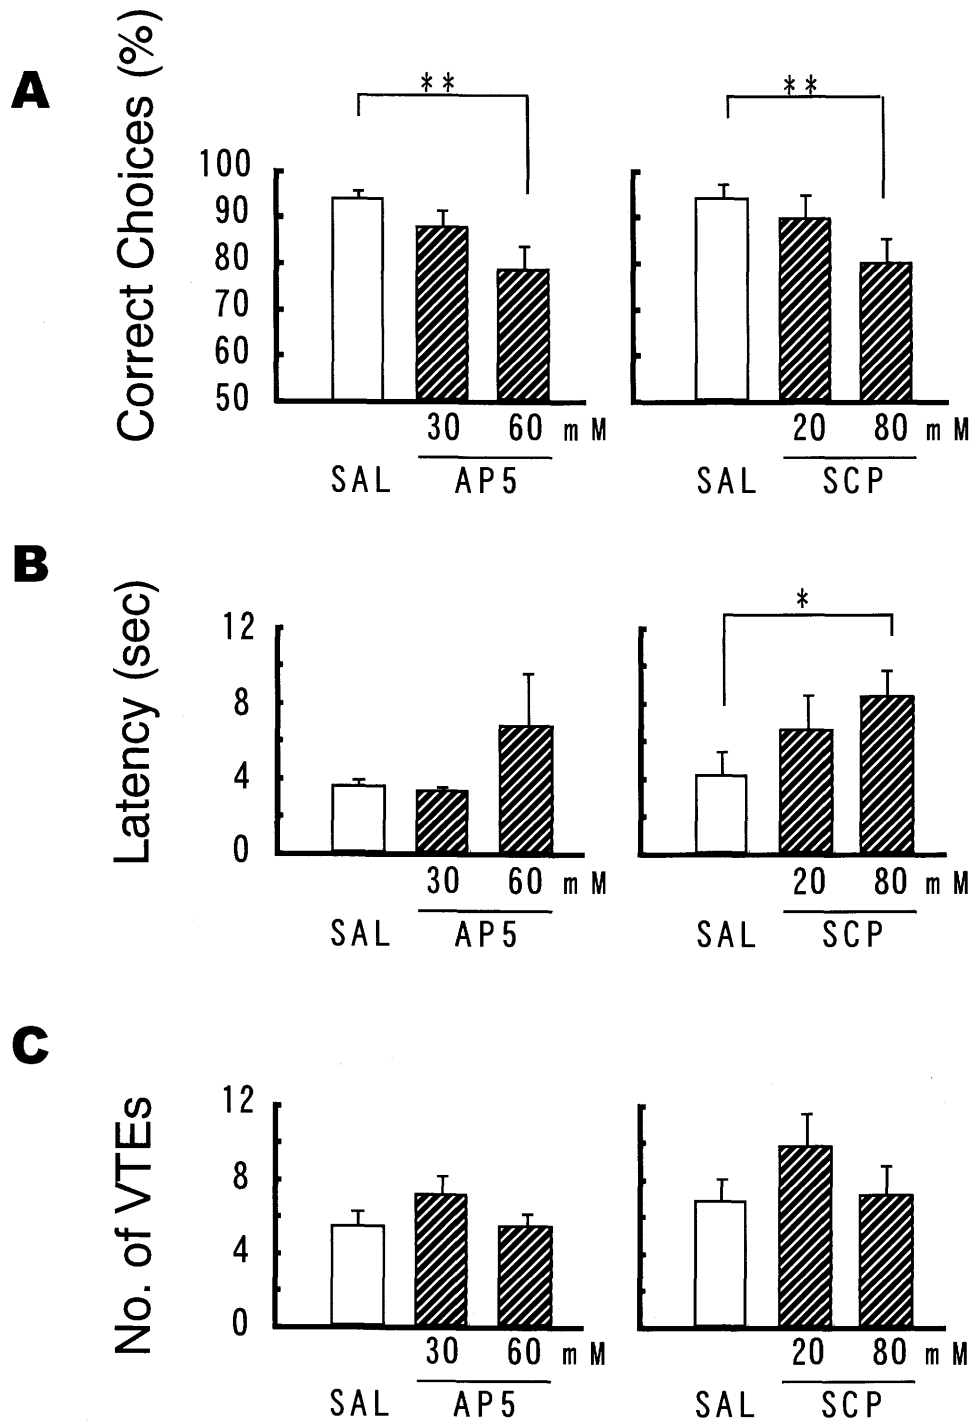 A
Correct Choices (%)
100
90
80
70
60
50
**
30 60 mM
SAL AP5
**
20 80 mM
SAL SCP
B
Latency (sec)
12
8
4
0
30 60 mM
SAL AP5
*
20 80 mM
SAL SCP
C
No. of VTEs
12
8
4
0
30 60 mM
SAL AP5
20 80 mM
SAL SCP